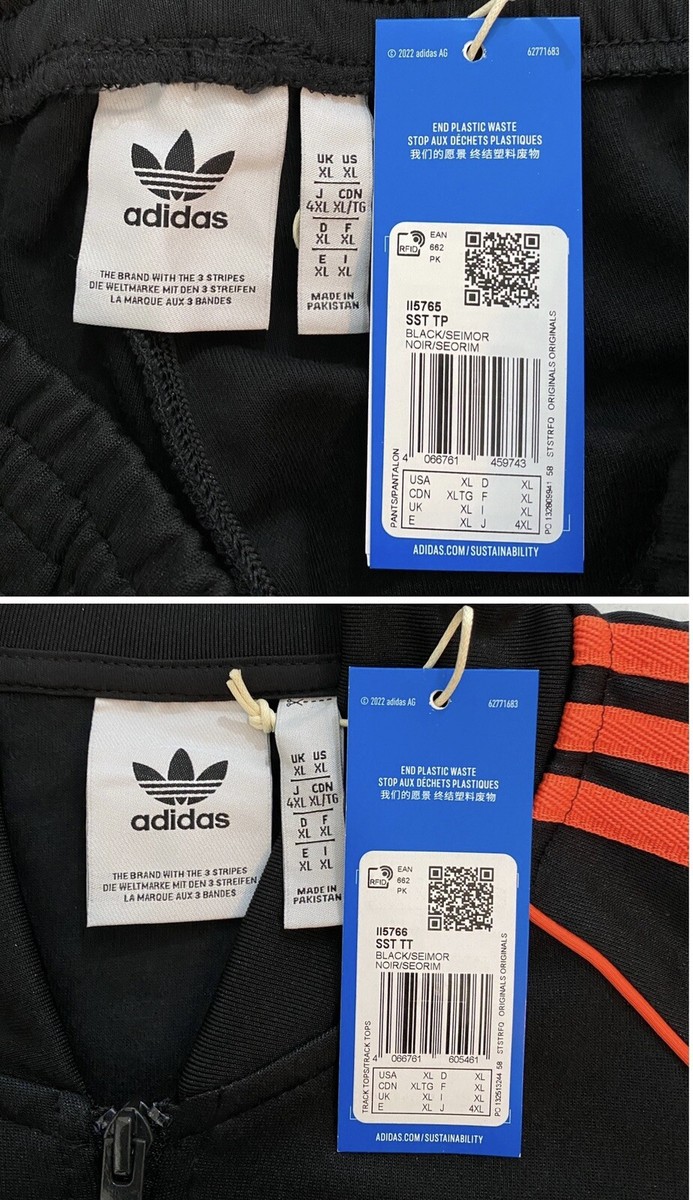 adidas
THE BRAND WITH THE 3 STRIPES
DIE WELTMARKE MIT DEN 3 STREIFEN
LA MARQUE AUX 3 BANDES
UK US
XL XL
J CDN
4XL XL/TG
D F
XL XL
E I
XL XL
MADE IN
PAKISTAN
© 2022 adidas AG 62771683
END PLASTIC WASTE
STOP AUX DÉCHETS PLASTIQUES
我们的愿景 终结塑料废物
RFID
EAN
662
PK
II5765
SST TP
BLACK/SEIMOR
NOIR/SEORIM
4 066761 459743
PANTS/PANTALON
USA XL D XL
CDN XLTG F XL
UK XL I XL
E XL J 4XL
58 STSTRFO ORIGINALS ORIGINALS
ADIDAS.COM/SUSTAINABILITY
adidas
THE BRAND WITH THE 3 STRIPES
DIE WELTMARKE MIT DEN 3 STREIFEN
LA MARQUE AUX 3 BANDES
UK US
XL XL
J CDN
4XL XL/TG
D F
XL XL
E I
XL XL
MADE IN
PAKISTAN
© 2022 adidas AG 62771683
END PLASTIC WASTE
STOP AUX DÉCHETS PLASTIQUES
我们的愿景 终结塑料废物
RFID
EAN
662
PK
II5766
SST TT
BLACK/SEIMOR
NOIR/SEORIM
4 066761 605461
TRACK TOPS/TRACK TOPS
USA XL D XL
CDN XLTG F XL
UK XL I XL
E XL J 4XL
PO 132513244 58 STSTRFO ORIGINALS ORIGINALS
ADIDAS.COM/SUSTAINABILITY